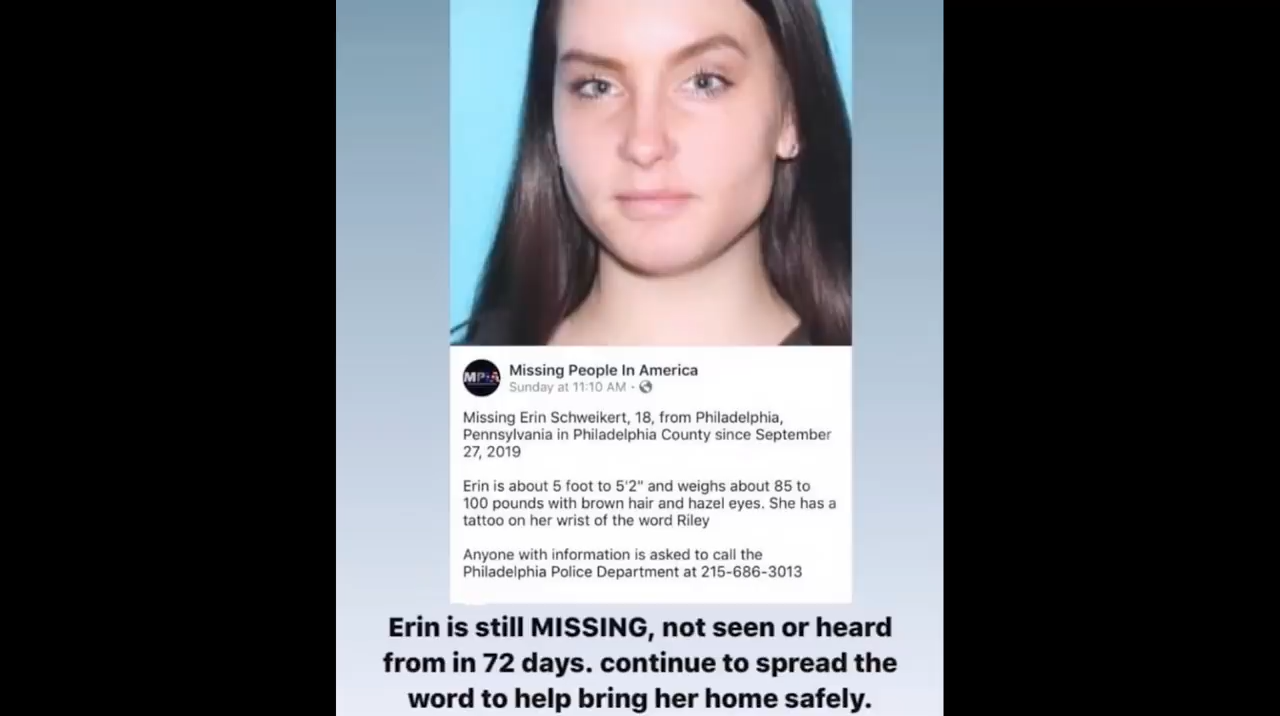 MPIA
Missing People In America
Sunday at 11:10 AM ·
Missing Erin Schweikert, 18, from Philadelphia,
Pennsylvania in Philadelphia County since September
27, 2019
Erin is about 5 foot to 5'2" and weighs about 85 to
100 pounds with brown hair and hazel eyes. She has a
tattoo on her wrist of the word Riley
Anyone with information is asked to call the
Philadelphia Police Department at 215-686-3013
Erin is still MISSING, not seen or heard
from in 72 days. continue to spread the
word to help bring her home safely.